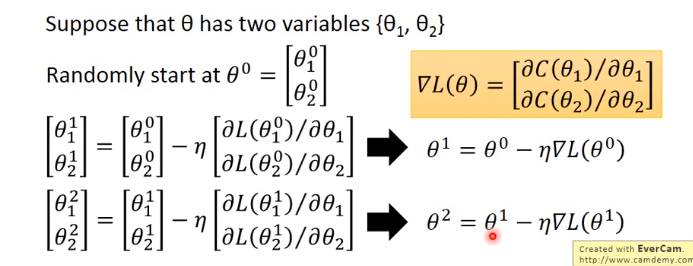 Suppose that θ has two variables {θ₁, θ₂}
Randomly start at θ⁰ = [θ₁⁰ θ₂⁰]
∇L(θ) = [∂C(θ₁)/∂θ₁ ∂C(θ₂)/∂θ₂]
[θ₁¹ θ₂¹] = [θ₁⁰ θ₂⁰] − η [∂L(θ₁⁰)/∂θ₁ ∂L(θ₂⁰)/∂θ₂] θ¹ = θ⁰ − η∇L(θ⁰)
[θ₁² θ₂²] = [θ₁¹ θ₂¹] − η [∂L(θ₁¹)/∂θ₁ ∂L(θ₂¹)/∂θ₂] θ² = θ¹ − η∇L(θ¹)
Created with EverCam.
http://www.camdemy.com